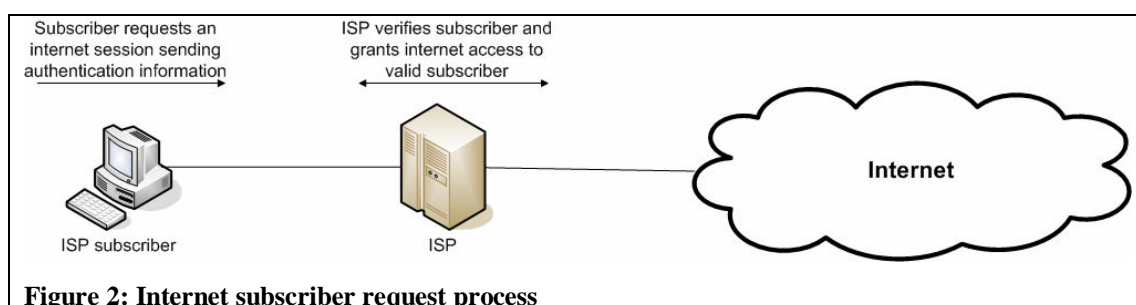 Subscriber requests an
internet session sending
authentication information
ISP verifies subscriber and
grants internet access to
valid subscriber
ISP subscriber
ISP
Internet
Figure 2: Internet subscriber request process